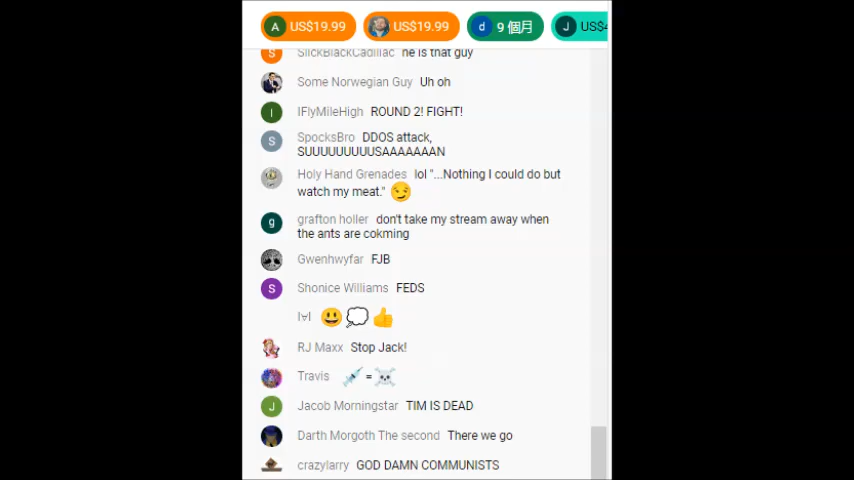 A US$19.99 US$19.99 d 9 個月 J US$4
S SlickBlackCadillac he is that guy
Some Norwegian Guy Uh oh
I IFlyMileHigh ROUND 2! FIGHT!
S SpocksBro DDOS attack,
SUUUUUUUUUSAAAAAAAN
Holy Hand Grenades lol "...Nothing I could do but
watch my meat." 😏
g grafton holler don't take my stream away when
the ants are cokming
Gwenhwyfar FJB
S Shonice Williams FEDS
😃 💭 👍
RJ Maxx Stop Jack!
Travis 💉 = ☠️
J Jacob Morningstar TIM IS DEAD
Darth Morgoth The second There we go
crazylarry GOD DAMN COMMUNISTS